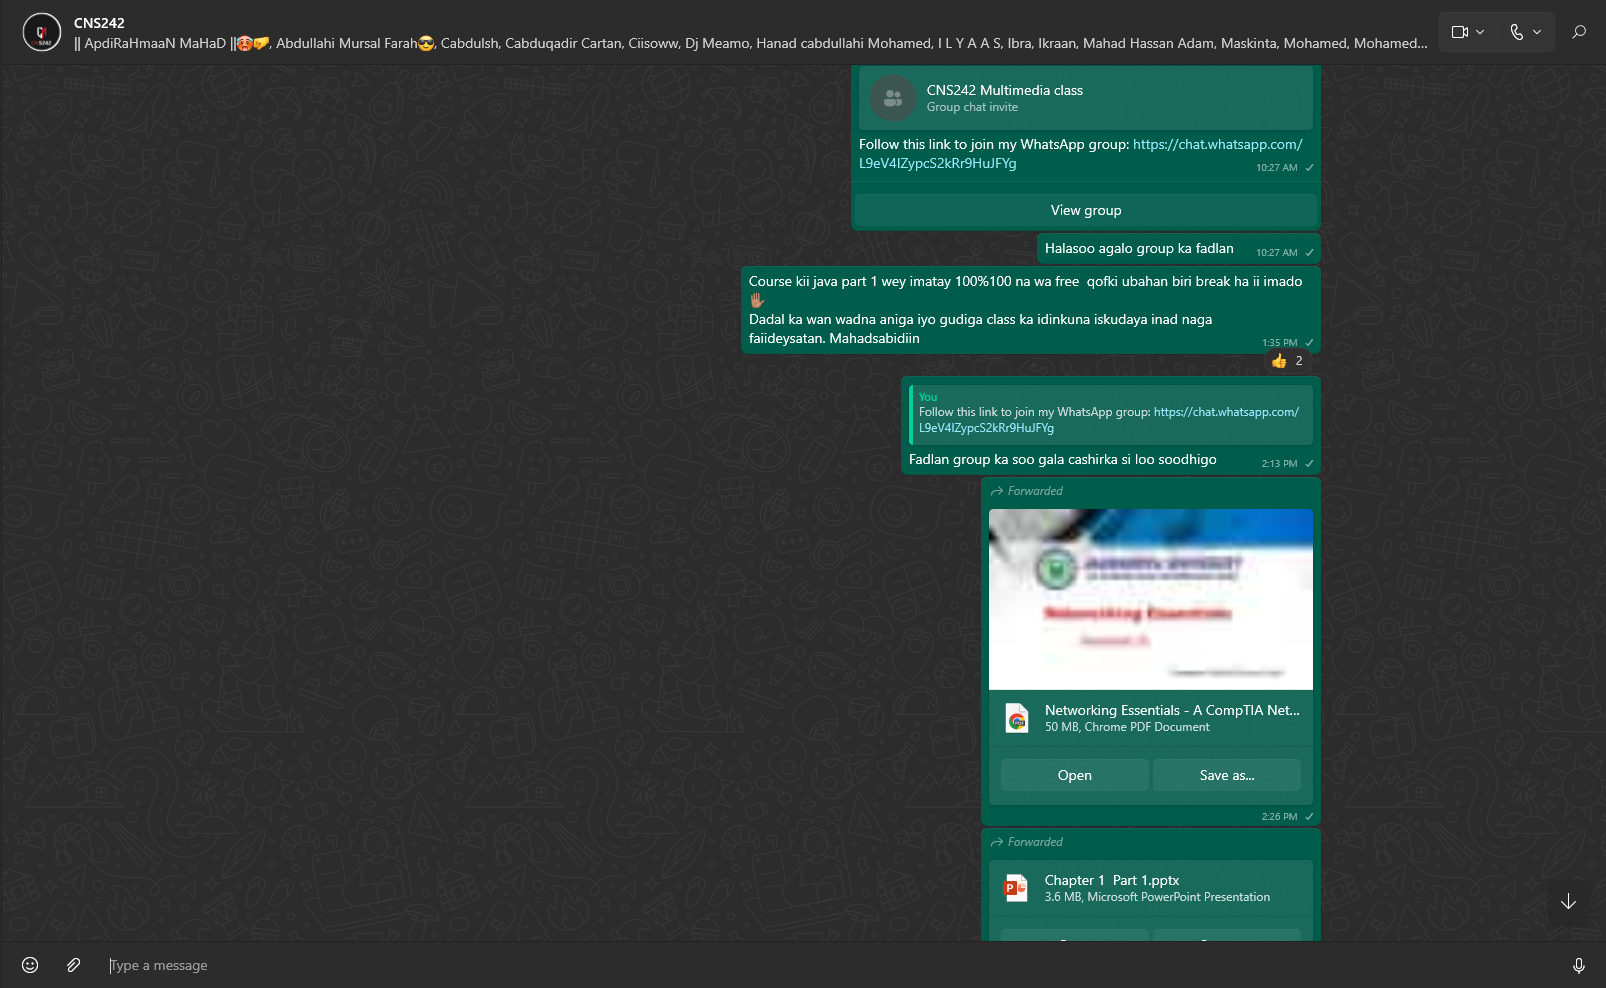 CNS242
|| ApdiRaHmaaN MaHaD ||🥵🤛, Abdullahi Mursal Farah😎, Cabdulsh, Cabduqadir Cartan, Ciisoww, Dj Meamo, Hanad cabdullahi Mohamed, I L Y A A S, Ibra, Ikraan, Mahad Hassan Adam, Maskinta, Mohamed, Mohamed...
CNS242 Multimedia class
Group chat invite
Follow this link to join my WhatsApp group: https://chat.whatsapp.com/
L9eV4IZypcS2kRr9HuJFYg
10:27 AM
View group
Halasoo agalo group ka fadlan
10:27 AM
Course kii java part 1 wey imatay 100%100 na wa free qofki ubahan biri break ha ii imado
🖐🏽
Dadal ka wan wadna aniga iyo gudiga class ka idinkuna iskudaya inad naga
faiideysatan. Mahadsabidiin
1:35 PM
👍 2
You
Follow this link to join my WhatsApp group: https://chat.whatsapp.com/
L9eV4IZypcS2kRr9HuJFYg
Fadlan group ka soo gala cashirka si loo soodhigo
2:13 PM
Forwarded
Networking Essentials
Networking Essentials - A CompTIA Net...
50 MB, Chrome PDF Document
Open
Save as...
2:26 PM
Forwarded
Chapter 1 Part 1.pptx
3.6 MB, Microsoft PowerPoint Presentation
Type a message